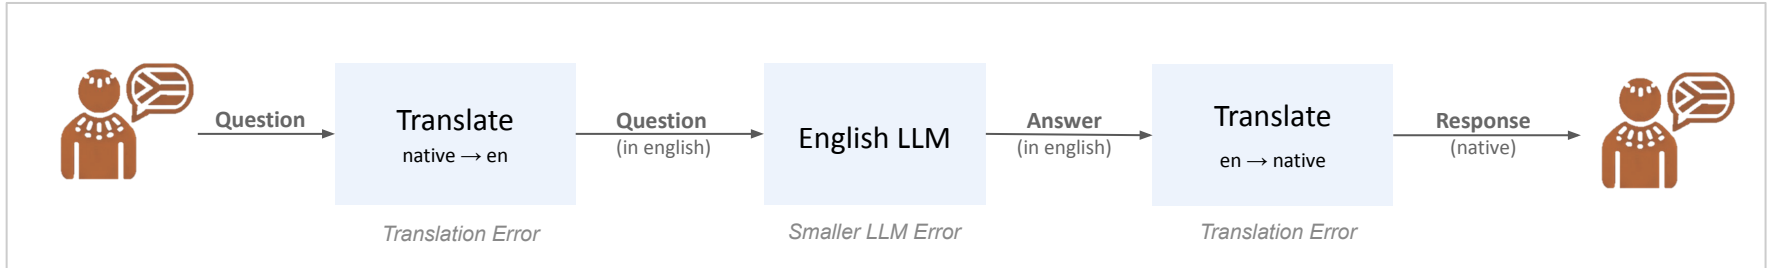 Question
Translate
native → en
Translation Error
Question
(in english)
English LLM
Smaller LLM Error
Answer
(in english)
Translate
en → native
Translation Error
Response
(native)